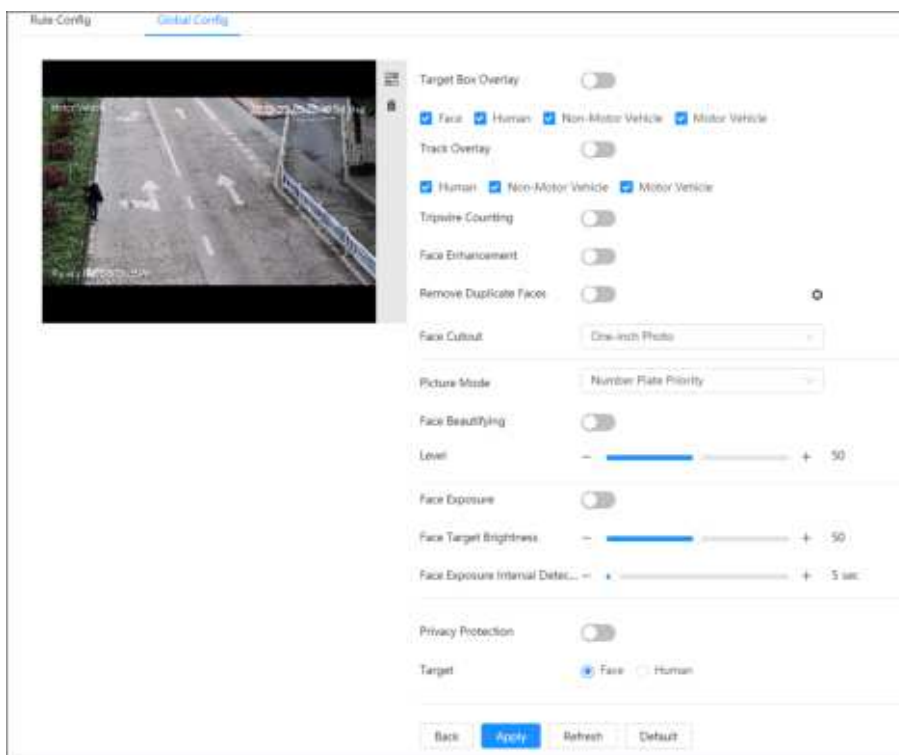 Rule Config Global Config
Motor Vehicle
Target Box Overlay
Face Human Non-Motor Vehicle Motor Vehicle
Track Overlay
Human Non-Motor Vehicle Motor Vehicle
Tripwire Counting
Face Enhancement
Remove Duplicate Faces
Face Cutout One-inch Photo
Picture Mode Number Plate Priority
Face Beautifying
Level − + 50
Face Exposure
Face Target Brightness − + 50
Face Exposure Interval Detec... − + 5 sec
Privacy Protection
Target Face Human
Back Apply Refresh Default